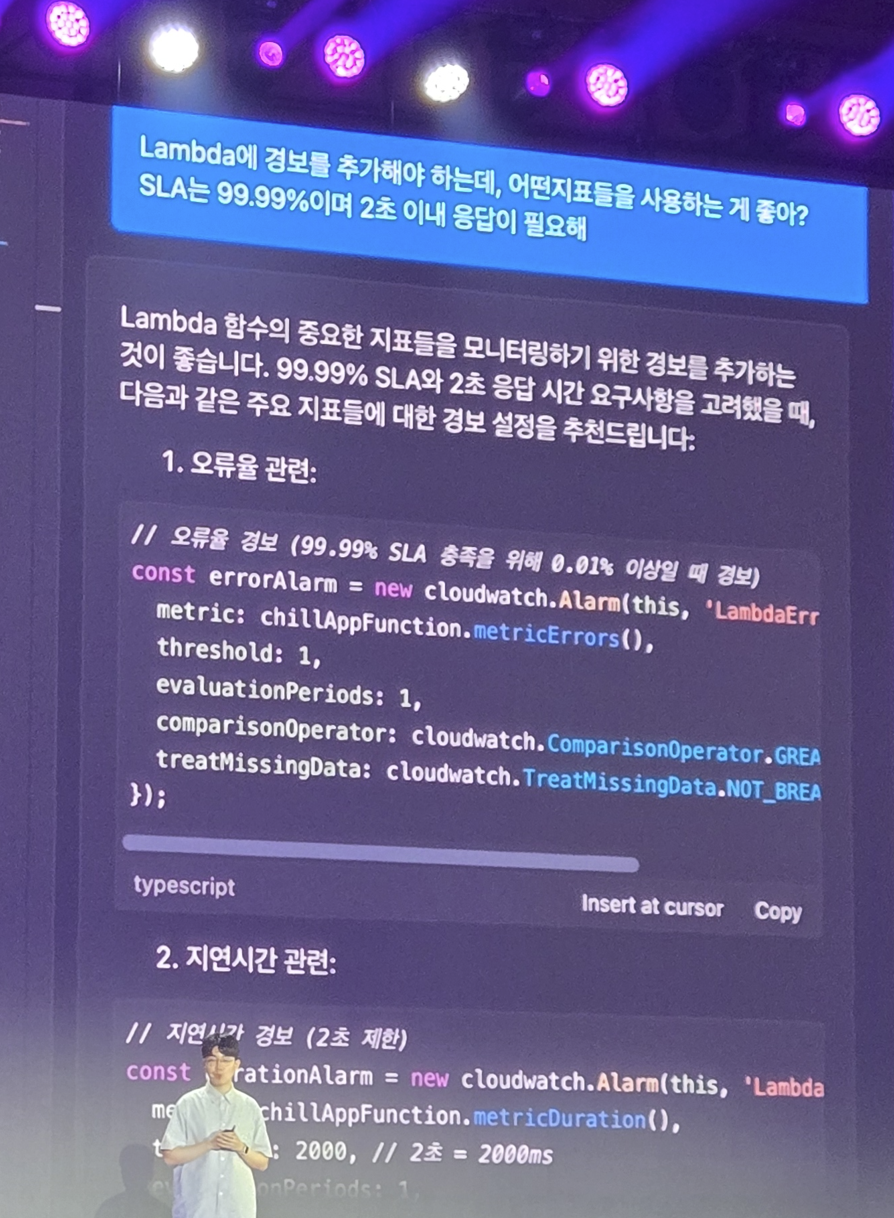 Lambda에 경보를 추가해야 하는데, 어떤지표들을 사용하는 게 좋아?
SLA는 99.99%이며 2초 이내 응답이 필요해
Lambda 함수의 중요한 지표들을 모니터링하기 위한 경보를 추가하는
것이 좋습니다. 99.99% SLA와 2초 응답 시간 요구사항을 고려했을 때,
다음과 같은 주요 지표들에 대한 경보 설정을 추천드립니다:
1. 오류율 관련:
// 오류율 경보 (99.99% SLA 충족을 위해 0.01% 이상일 때 경보)
const errorAlarm = new cloudwatch.Alarm(this, 'LambdaErr
metric: chillAppFunction.metricErrors(),
threshold: 1,
evaluationPeriods: 1,
comparisonOperator: cloudwatch.ComparisonOperator.GREA
treatMissingData: cloudwatch.TreatMissingData.NOT_BREA
});
typescript
Insert at cursor Copy
2. 지연시간 관련:
// 지연시간 경보 (2초 제한)
const rationAlarm = new cloudwatch.Alarm(this, 'Lambda
me chillAppFunction.metricDuration(),
t : 2000, // 2초 = 2000ms
ev onPeriods: 1,